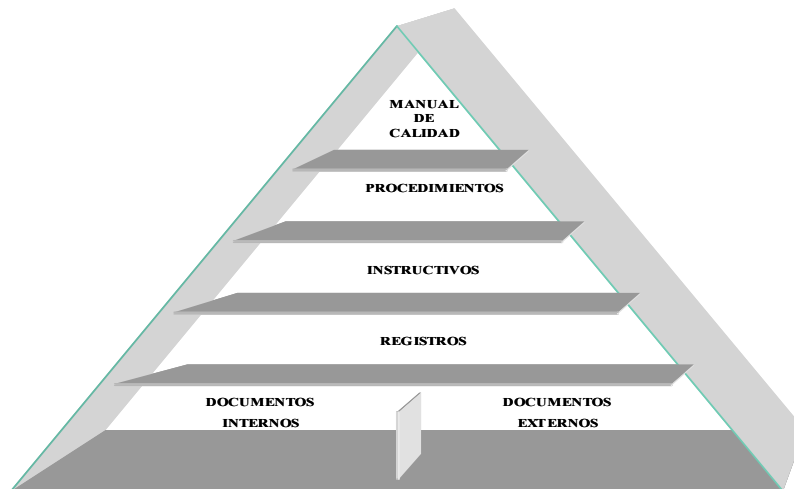 MANUAL
DE
CALIDAD
PROCEDIMIENTOS
INSTRUCTIVOS
REGISTROS
DOCUMENTOS
INTERNOS
DOCUMENTOS
EXTERNOS